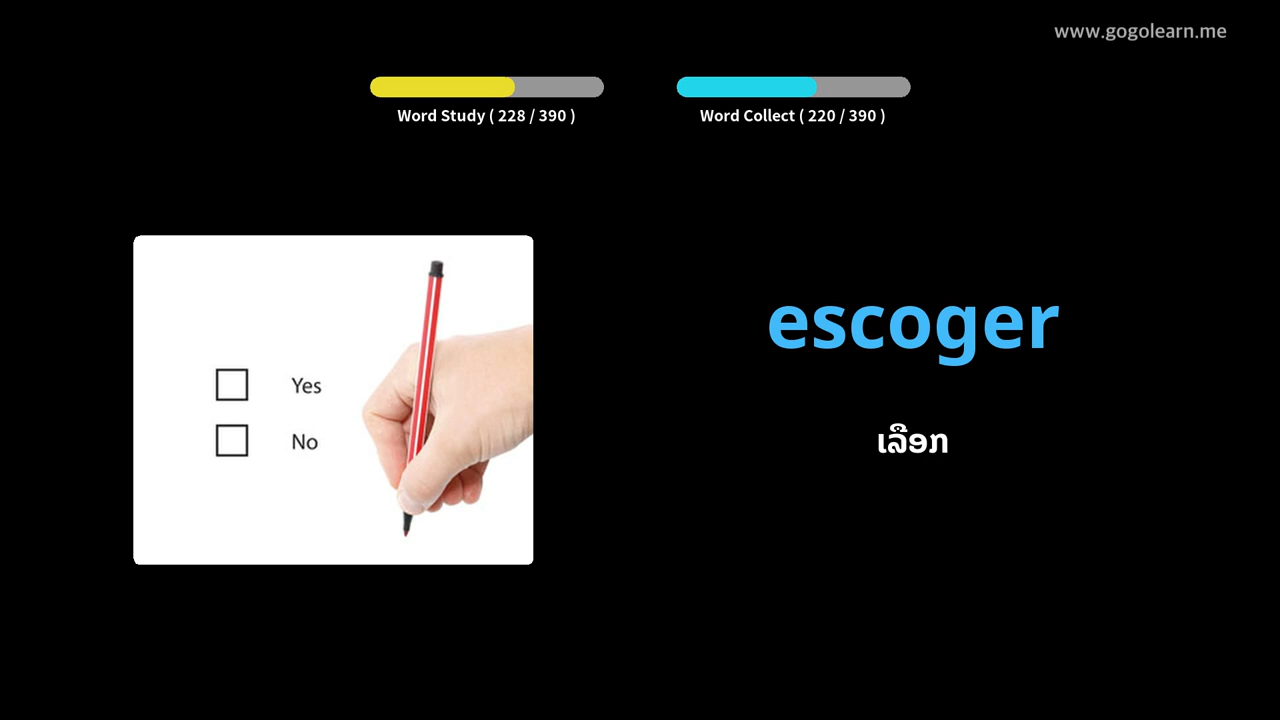 www.gogolearn.me
Word Study ( 228 / 390 )
Word Collect ( 220 / 390 )
Yes
No
escoger
ເລືອກ